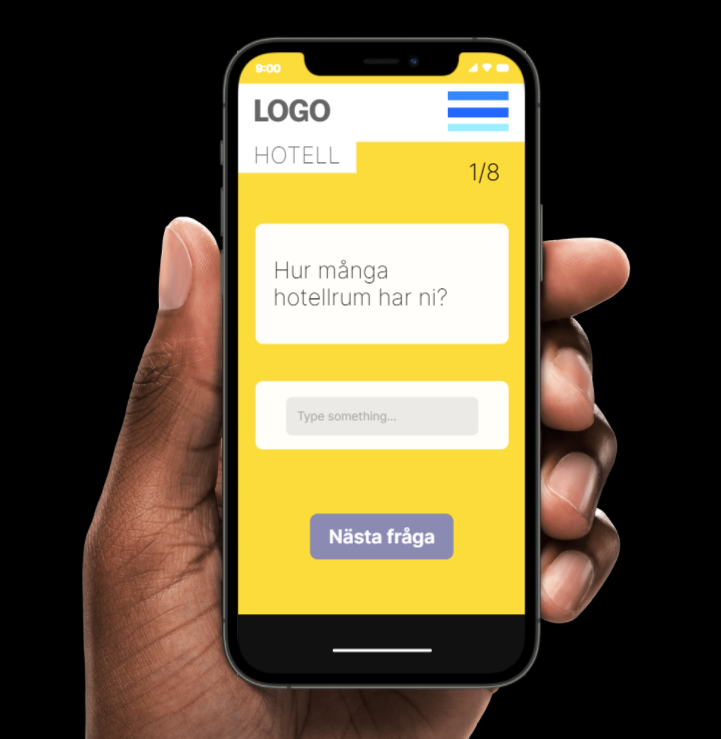 9:00
LOGO
HOTELL
1/8
Hur många
hotellrum har ni?
Type something...
Nästa fråga